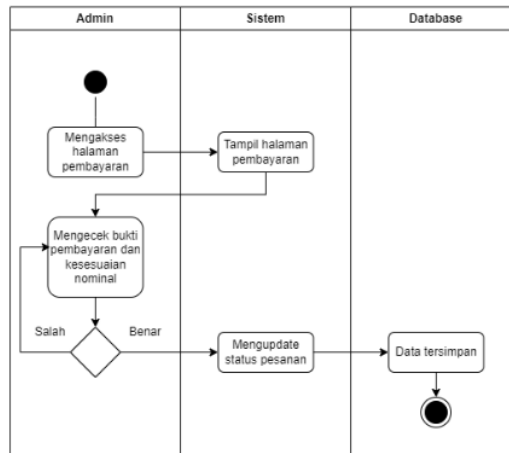 Admin
Sistem
Database
Mengakses
halaman
pembayaran
Tampil halaman
pembayaran
Mengecek bukti
pembayaran dan
kesesuaian
nominal
Salah
Benar
Mengupdate
status pesanan
Data tersimpan